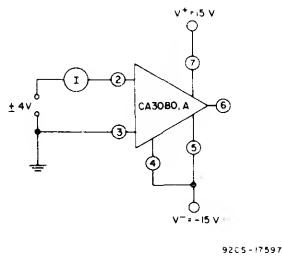 V⁺ = 15 V
7
I
2
± 4V
CA3080, A
6
3
4
5
V⁻ = -15 V
92CS-17597